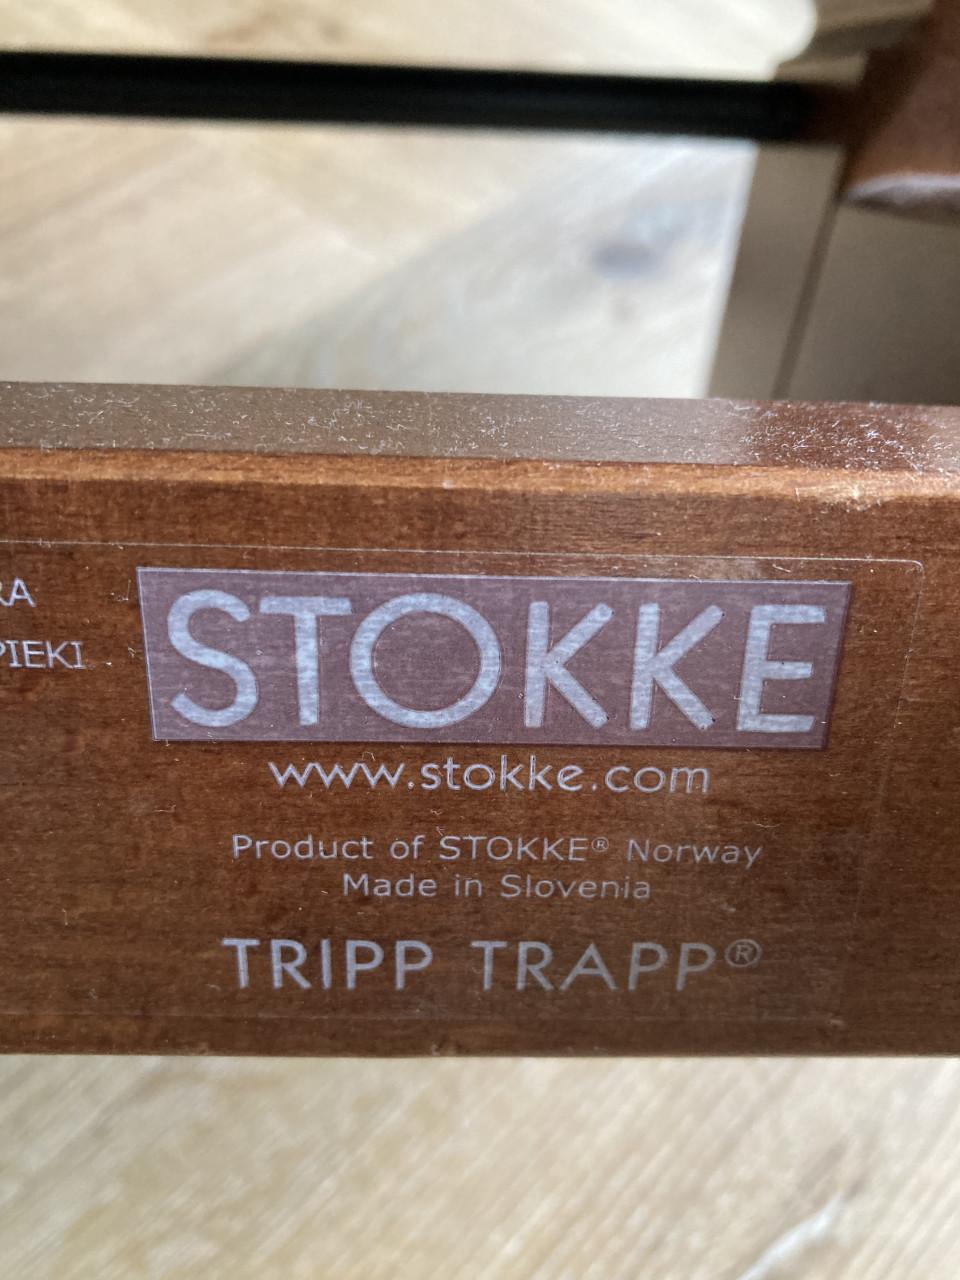 RA
PIEKI
STOKKE
www.stokke.com
Product of STOKKE® Norway
Made in Slovenia
TRIPP TRAPP®